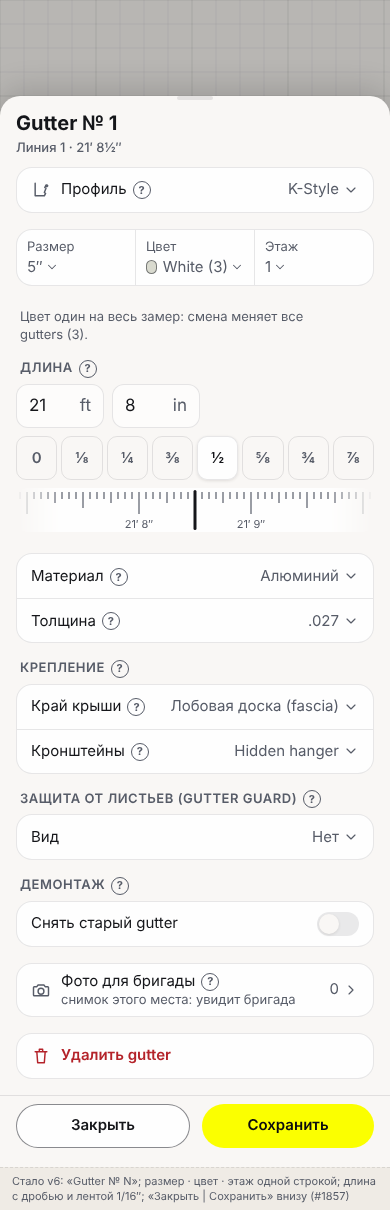 Gutter № 1
Линия 1 · 21′ 8½″
Профиль ? K-Style
Размер Цвет Этаж
5″ White (3) 1
Цвет один на весь замер: смена меняет все
gutters (3).
ДЛИНА ?
21 ft 8 in
0 ⅛ ¼ ⅜ ½ ⅝ ¾ ⅞
21′ 8″ 21′ 9″
Материал ? Алюминий
Толщина ? .027
КРЕПЛЕНИЕ ?
Край крыши ? Лобовая доска (fascia)
Кронштейны ? Hidden hanger
ЗАЩИТА ОТ ЛИСТЬЕВ (GUTTER GUARD) ?
Вид Нет
ДЕМОНТАЖ ?
Снять старый gutter
Фото для бригады ? 0
снимок этого места: увидит бригада
Удалить gutter
Закрыть Сохранить
Стало v6: «Gutter № N»; размер · цвет · этаж одной строкой; длина
с дробью и лентой 1/16″; «Закрыть | Сохранить» внизу (#1857)